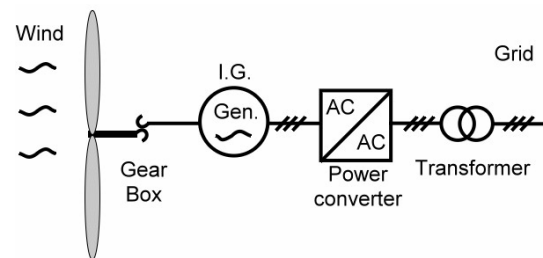 Wind
Grid
I.G.
Gen.
AC
AC
Gear
Box
Power
converter
Transformer